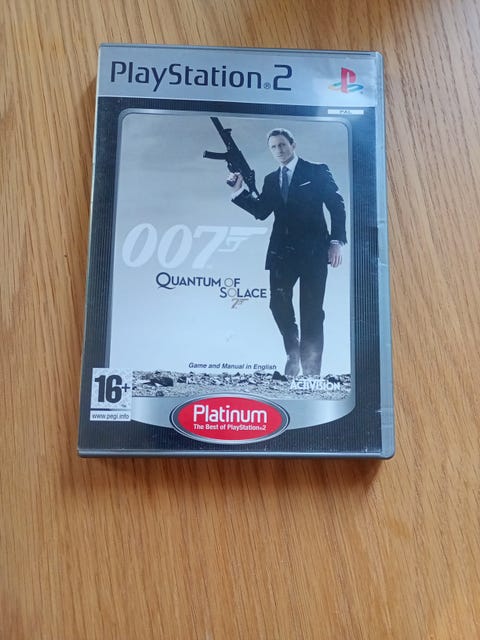 PlayStation®2
PAL
007
QUANTUM OF
SOLACE
007
Game and Manual in English
16+
www.pegi.info
ACTIVISION
Platinum
The Best of PlayStation®2